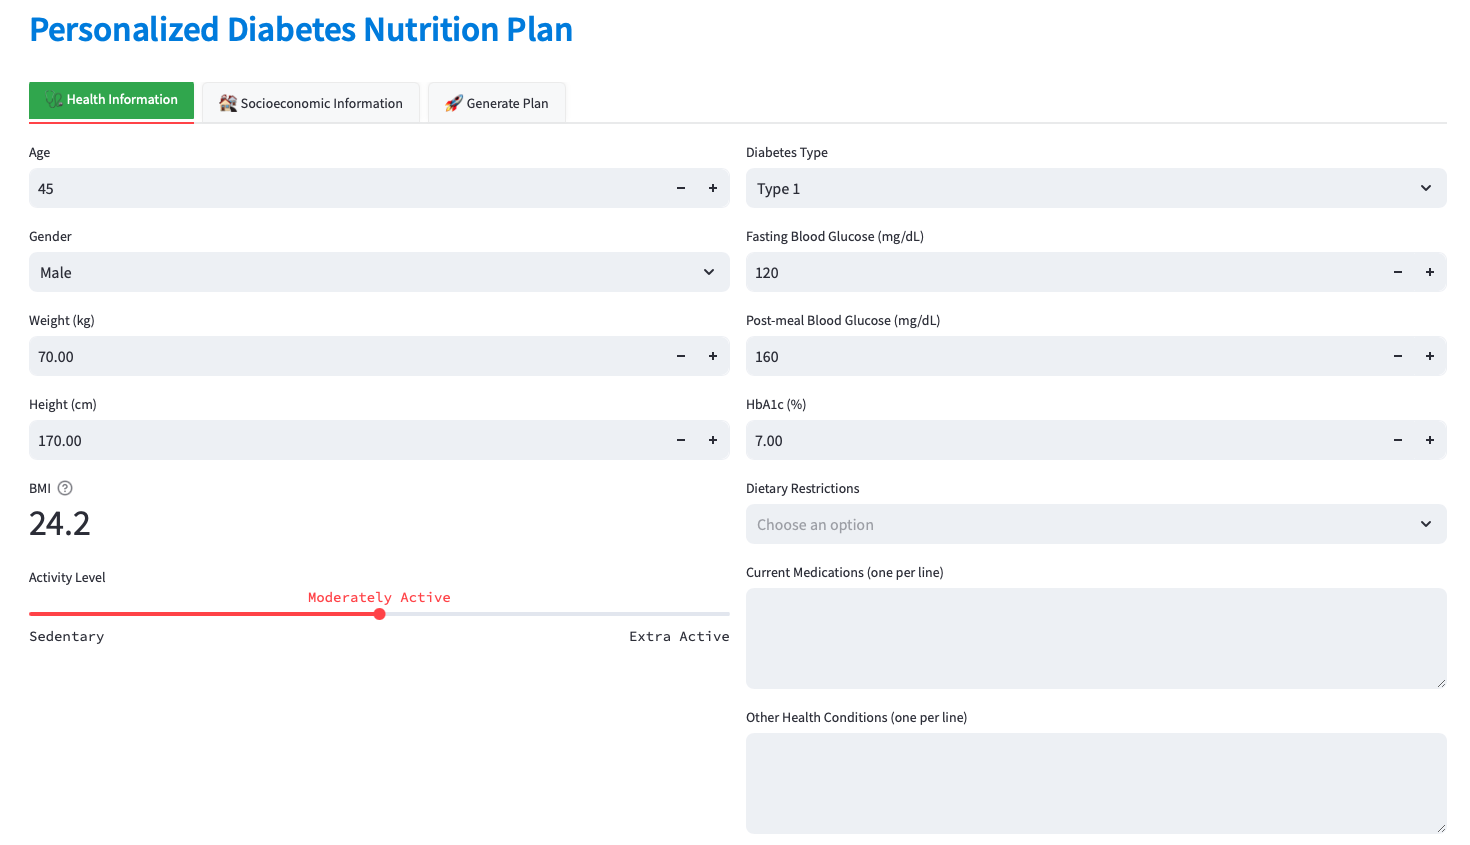 Personalized Diabetes Nutrition Plan
Health Information
Socioeconomic Information
Generate Plan
Age
45
Gender
Male
Weight (kg)
70.00
Height (cm)
170.00
BMI
24.2
Activity Level
Moderately Active
Sedentary
Extra Active
Diabetes Type
Type 1
Fasting Blood Glucose (mg/dL)
120
Post-meal Blood Glucose (mg/dL)
160
HbA1c (%)
7.00
Dietary Restrictions
Choose an option
Current Medications (one per line)
Other Health Conditions (one per line)